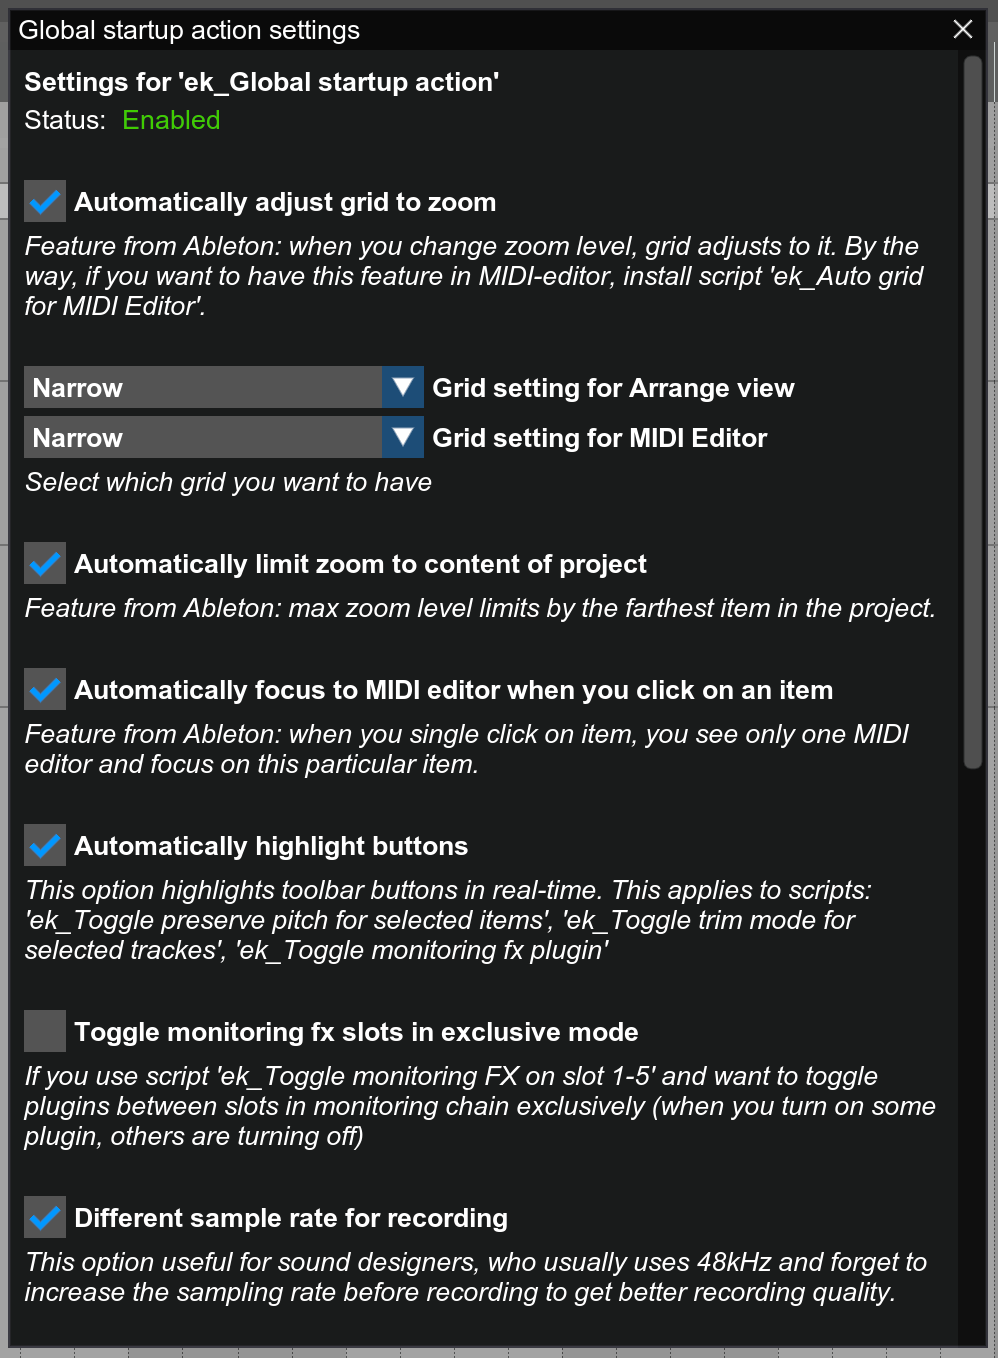 Global startup action settings
Settings for 'ek_Global startup action'
Status: Enabled
Automatically adjust grid to zoom
Feature from Ableton: when you change zoom level, grid adjusts to it. By the
way, if you want to have this feature in MIDI-editor, install script 'ek_Auto grid
for MIDI Editor'.
Narrow Grid setting for Arrange view
Narrow Grid setting for MIDI Editor
Select which grid you want to have
Automatically limit zoom to content of project
Feature from Ableton: max zoom level limits by the farthest item in the project.
Automatically focus to MIDI editor when you click on an item
Feature from Ableton: when you single click on item, you see only one MIDI
editor and focus on this particular item.
Automatically highlight buttons
This option highlights toolbar buttons in real-time. This applies to scripts:
'ek_Toggle preserve pitch for selected items', 'ek_Toggle trim mode for
selected trackes', 'ek_Toggle monitoring fx plugin'
Toggle monitoring fx slots in exclusive mode
If you use script 'ek_Toggle monitoring FX on slot 1-5' and want to toggle
plugins between slots in monitoring chain exclusively (when you turn on some
plugin, others are turning off)
Different sample rate for recording
This option useful for sound designers, who usually uses 48kHz and forget to
increase the sampling rate before recording to get better recording quality.